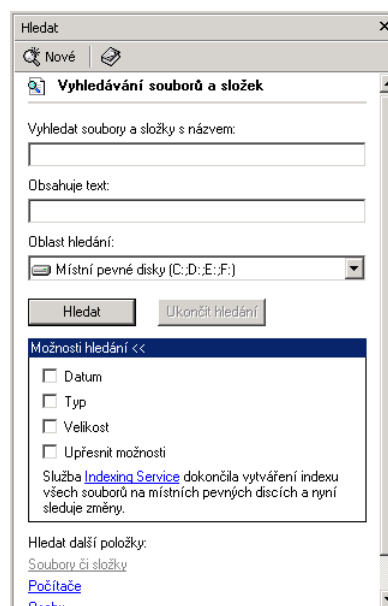 Hledat
Nové
Vyhledávání souborů a složek
Vyhledat soubory a složky s názvem:
Obsahuje text:
Oblast hledání:
Místní pevné disky (C:;D:;E:;F:)
Hledat Ukončit hledání
Možnosti hledání <<
Datum
Typ
Velikost
Upřesnit možnosti
Služba Indexing Service dokončila vytváření indexu
všech souborů na místních pevných discích a nyní
sleduje změny.
Hledat další položky:
Soubory či složky
Počítače